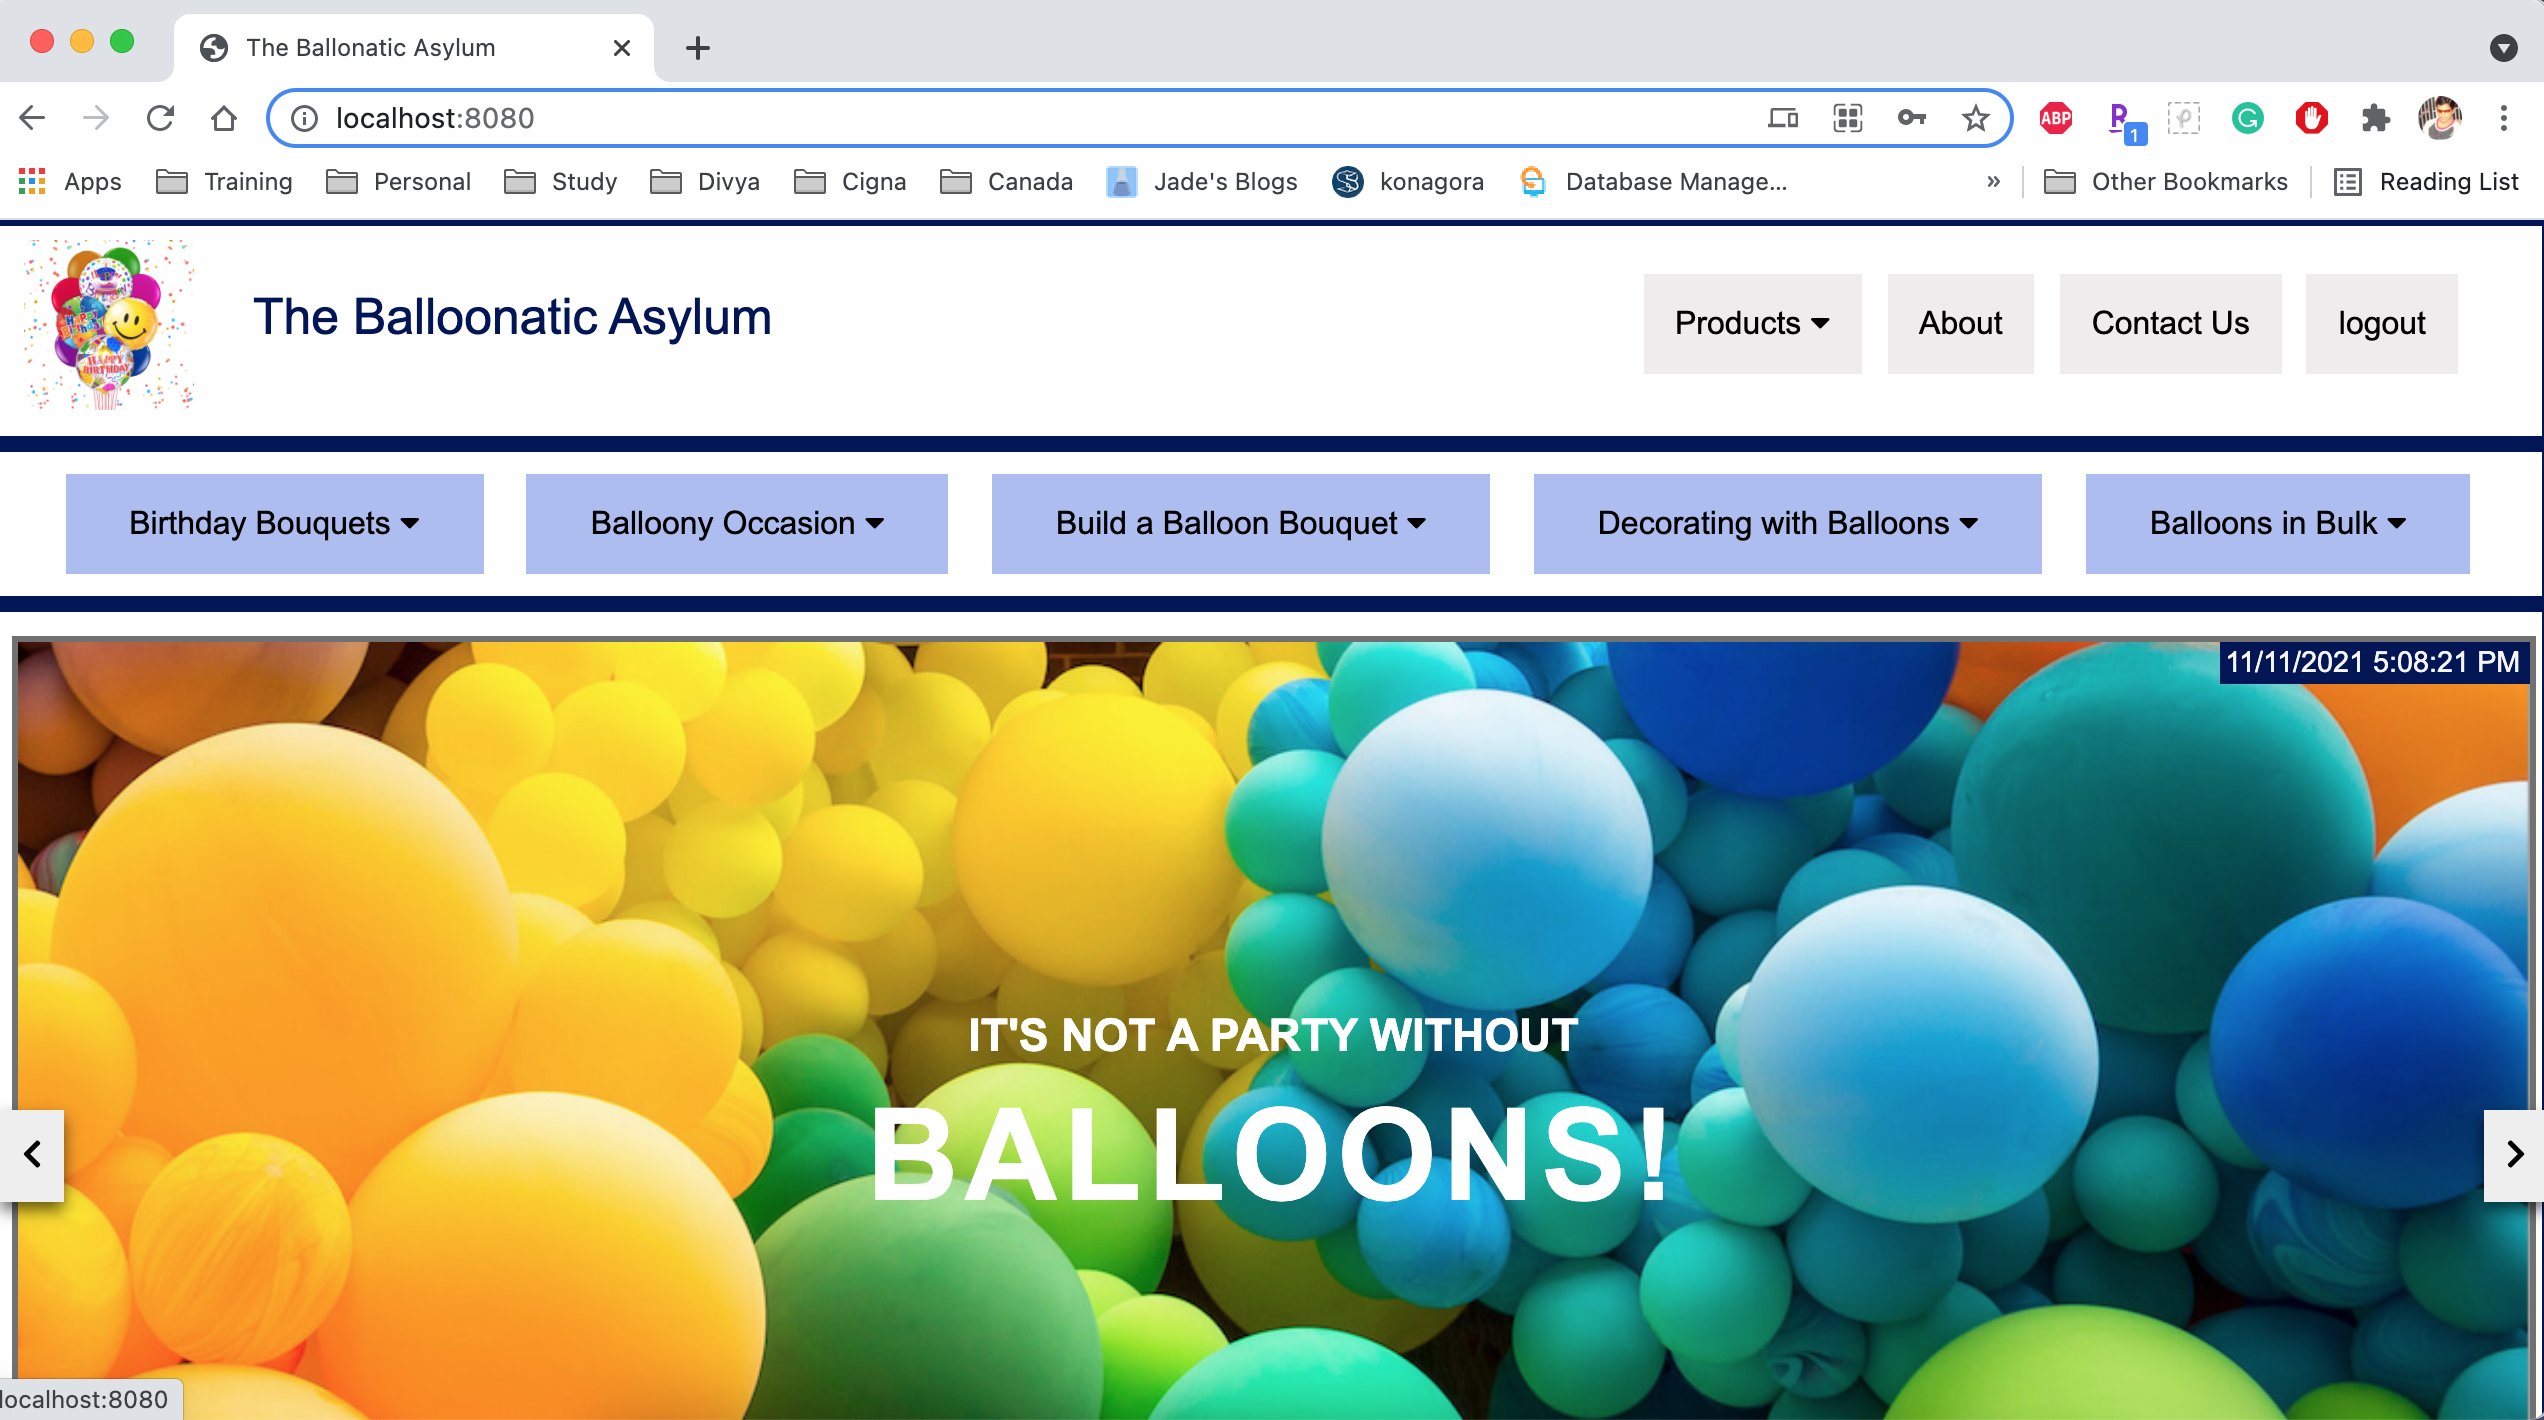 The Ballonatic Asylum
localhost:8080
ABP
1
Apps Training Personal Study Divya Cigna Canada Jade's Blogs konagora Database Manage... » Other Bookmarks Reading List
The Balloonatic Asylum
Products About Contact Us logout
Birthday Bouquets Balloony Occasion Build a Balloon Bouquet Decorating with Balloons Balloons in Bulk
11/11/2021 5:08:21 PM
IT'S NOT A PARTY WITHOUT
BALLOONS!
localhost:8080